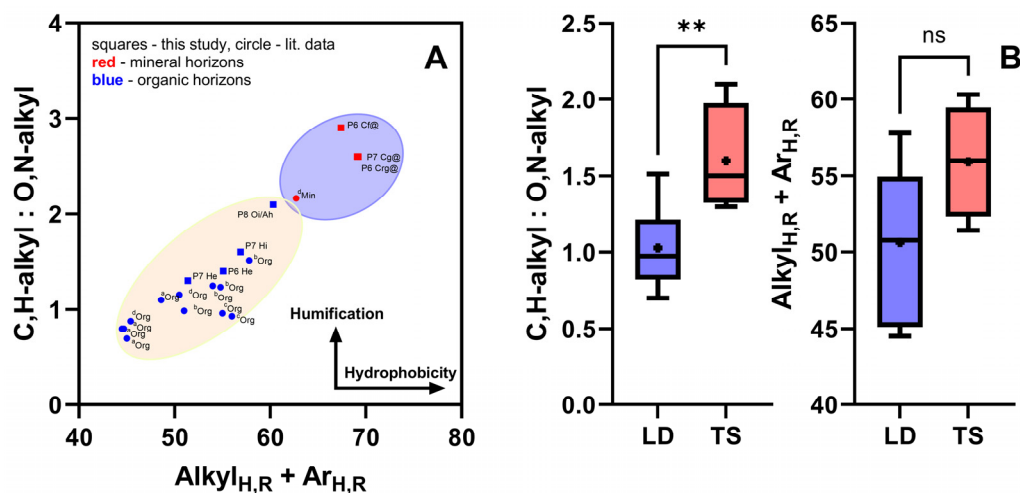 squares - this study, circle - lit. data
red - mineral horizons
blue - organic horizons
A
C,H-alkyl : O,N-alkyl
4
3
2
1
0
P6 Cf@
P7 Cg@
P6 Crg@
dMin
P8 Oi/Ah
P7 Hi
bOrg
P7 He
P6 He
bOrg
aOrg
dOrg
bOrg
bOrg
cOrg
cOrg
dOrg
aOrg
aOrg
Humification
Hydrophobicity
40
50
60
70
80
AlkylH,R + ArH,R
C,H-alkyl : O,N-alkyl
2.5
2.0
1.5
1.0
0.5
0.0
**
LD
TS
AlkylH,R + ArH,R
65
60
55
50
45
40
ns
B
LD
TS